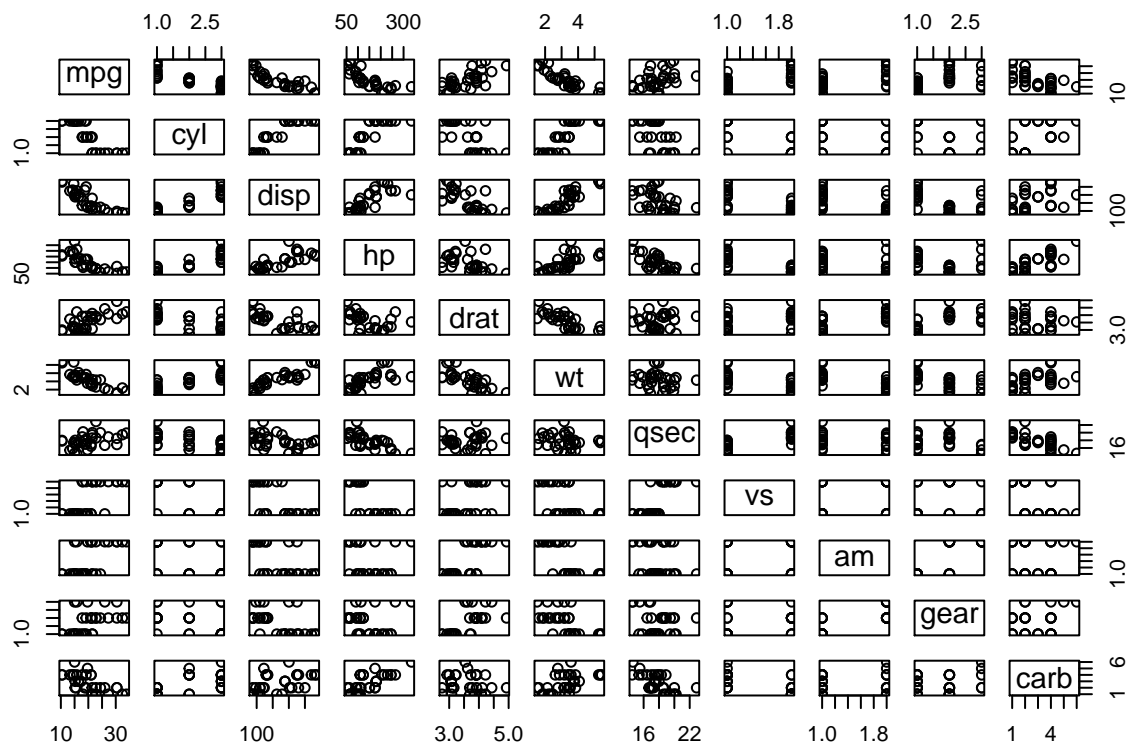 1.0 2.5 50 300 2 4 1.0 1.8 1.0 2.5
mpg 10
1.0 cyl
disp 100
50 hp
drat 3.0
2 wt
qsec 16
1.0 vs
am 1.0
1.0 gear
carb 1 6
10 30 100 3.0 5.0 16 22 1.0 1.8 1 4